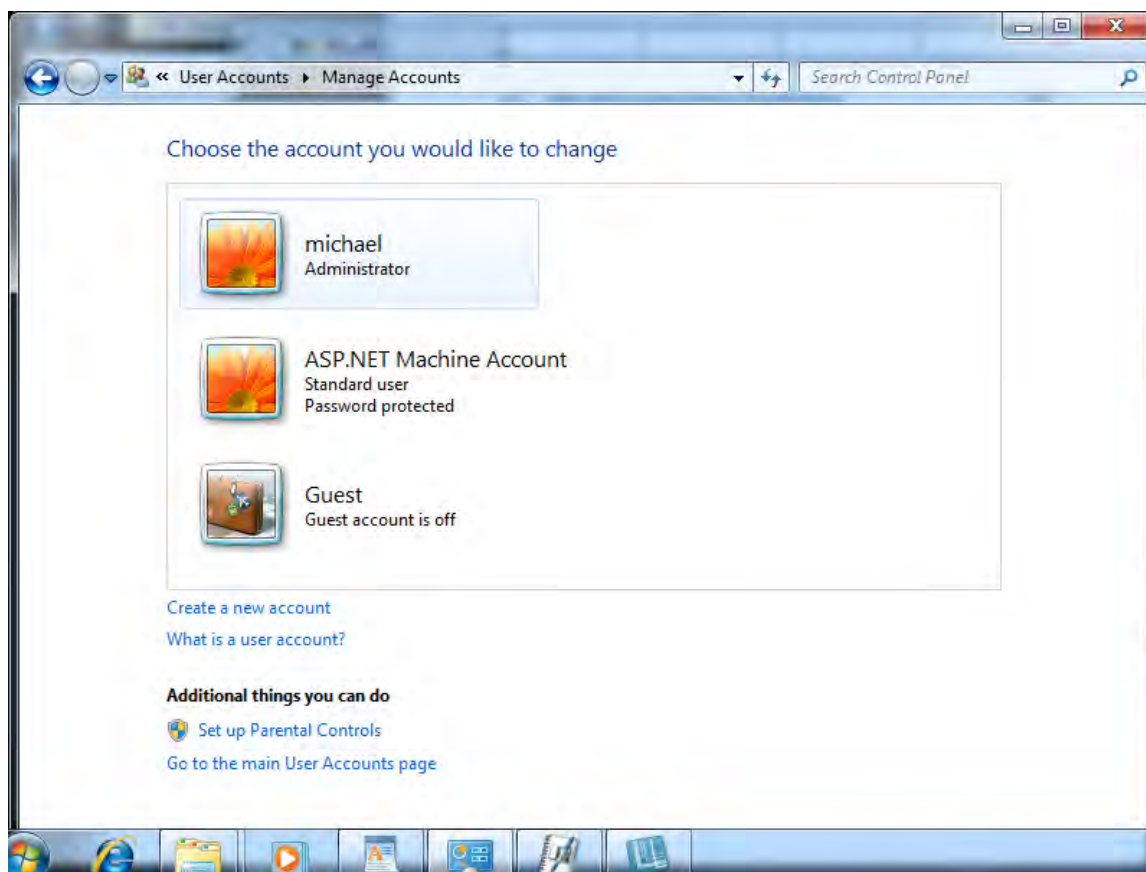 « User Accounts ▸ Manage Accounts
Search Control Panel
Choose the account you would like to change
michael
Administrator
ASP.NET Machine Account
Standard user
Password protected
Guest
Guest account is off
Create a new account
What is a user account?
Additional things you can do
Set up Parental Controls
Go to the main User Accounts page